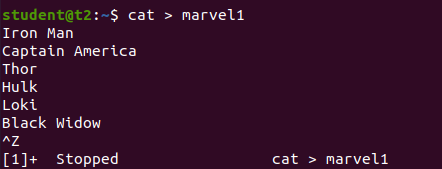 student@t2:~$ cat > marvel1
Iron Man
Captain America
Thor
Hulk
Loki
Black Widow
^Z
[1]+  Stopped                 cat > marvel1